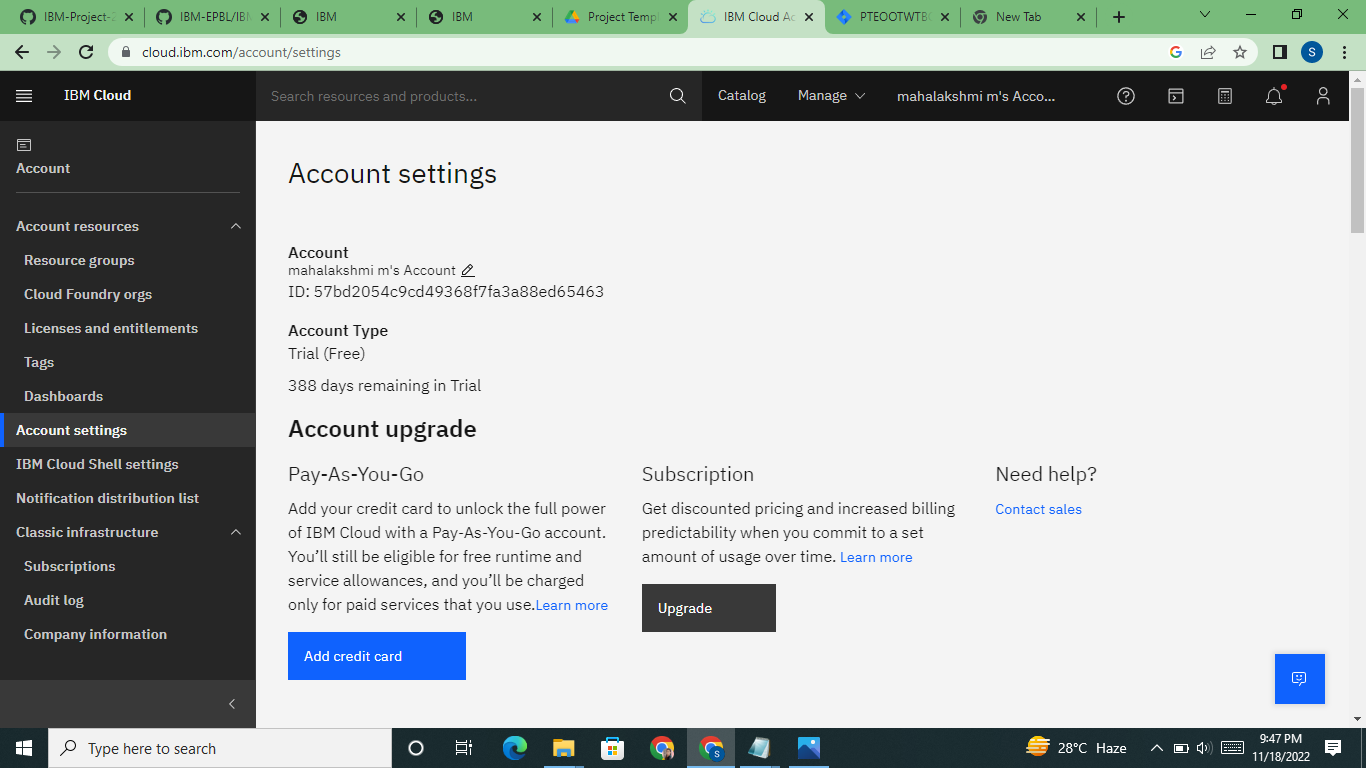 IBM-Project-2
IBM-EPBL/IBM
IBM
IBM
Project Templ
IBM Cloud Ac
PTEOOTWTBC
New Tab
cloud.ibm.com/account/settings
S
IBM Cloud
Search resources and products...
Catalog
Manage
mahalakshmi m's Acco...
Account
Account resources
Resource groups
Cloud Foundry orgs
Licenses and entitlements
Tags
Dashboards
Account settings
IBM Cloud Shell settings
Notification distribution list
Classic infrastructure
Subscriptions
Audit log
Company information
Account settings
Account
mahalakshmi m's Account
ID: 57bd2054c9cd49368f7fa3a88ed65463
Account Type
Trial (Free)
388 days remaining in Trial
Account upgrade
Pay-As-You-Go
Add your credit card to unlock the full power
of IBM Cloud with a Pay-As-You-Go account.
You’ll still be eligible for free runtime and
service allowances, and you’ll be charged
only for paid services that you use.Learn more
Add credit card
Subscription
Get discounted pricing and increased billing
predictability when you commit to a set
amount of usage over time. Learn more
Upgrade
Need help?
Contact sales
Type here to search
28°C Haze
9:47 PM
11/18/2022